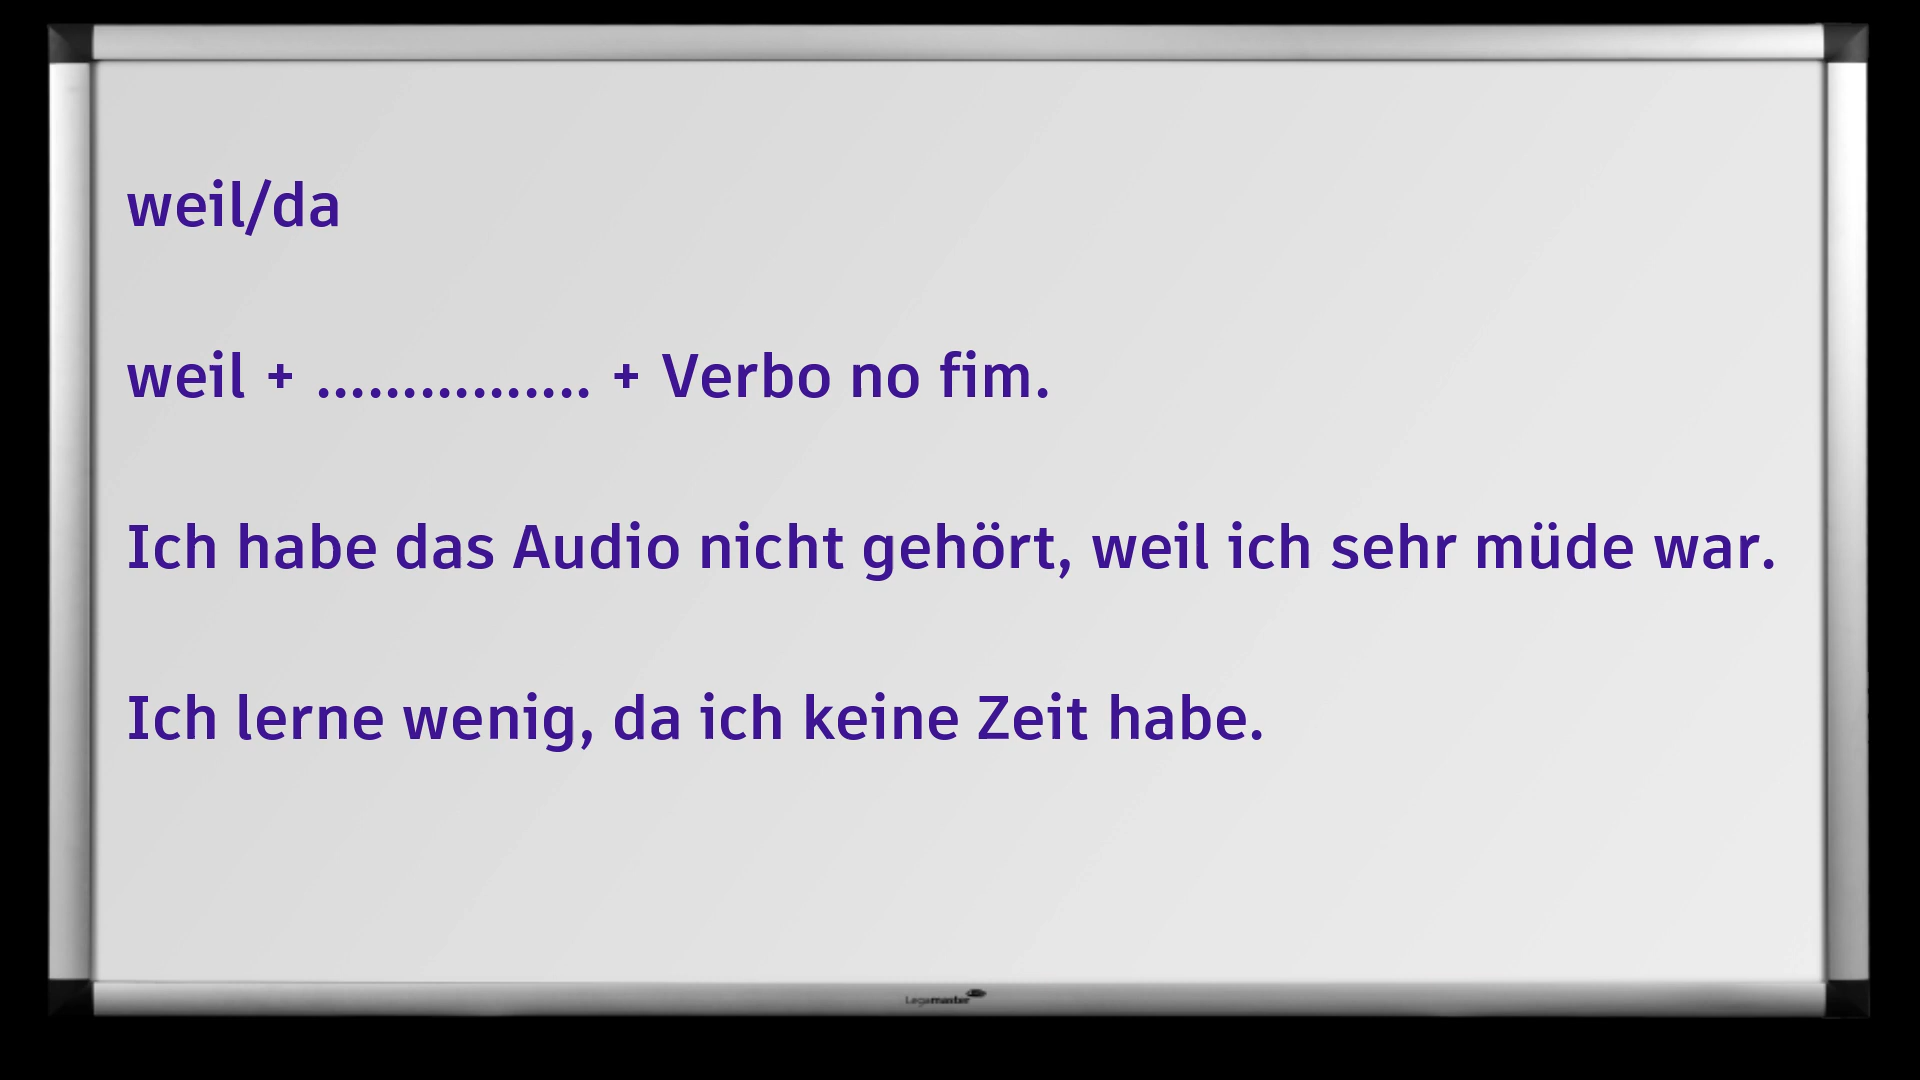 weil/da
weil + ................ + Verbo no fim.
Ich habe das Audio nicht gehört, weil ich sehr müde war.
Ich lerne wenig, da ich keine Zeit habe.
Legamaster